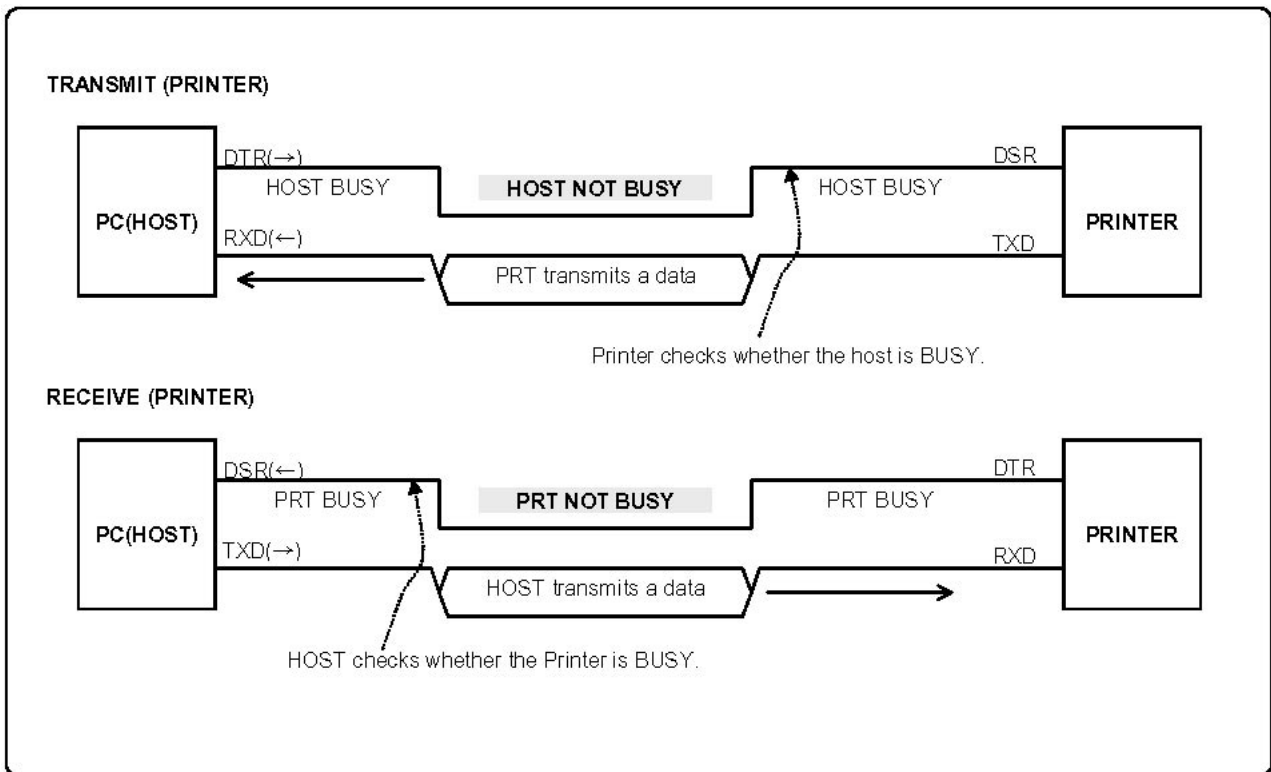 TRANSMIT (PRINTER)
DTR(→)
DSR
HOST BUSY
HOST NOT BUSY
HOST BUSY
PC(HOST)
PRINTER
RXD(←)
TXD
PRT transmits a data
Printer checks whether the host is BUSY.
RECEIVE (PRINTER)
DSR(←)
DTR
PRT BUSY
PRT NOT BUSY
PRT BUSY
PC(HOST)
PRINTER
TXD(→)
RXD
HOST transmits a data
HOST checks whether the Printer is BUSY.